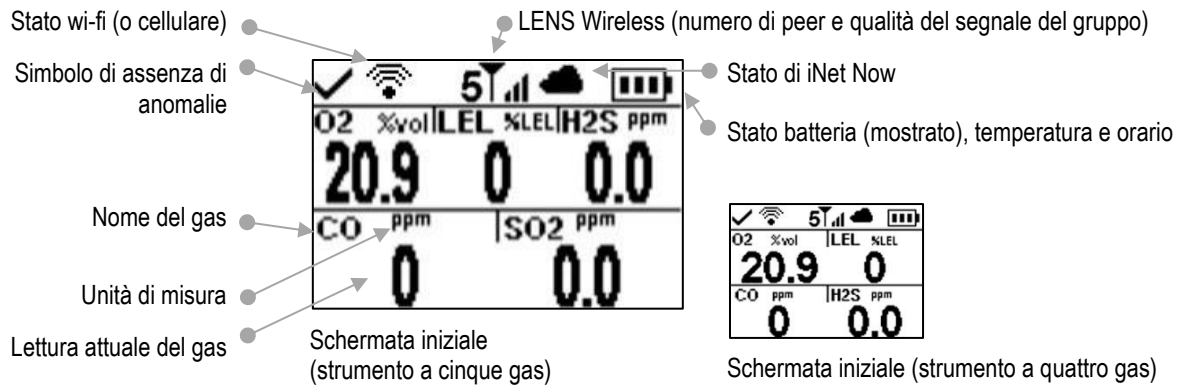 Stato wi-fi (o cellulare)
LENS Wireless (numero di peer e qualità del segnale del gruppo)
Simbolo di assenza di
anomalie
Stato di iNet Now
Stato batteria (mostrato), temperatura e orario
5
O2 %vol LEL %LEL H2S ppm
20.9 0 0.0
CO ppm SO2 ppm
0 0.0
Nome del gas
Unità di misura
Lettura attuale del gas
Schermata iniziale
(strumento a cinque gas)
5
O2 %vol LEL %LEL
20.9 0
CO ppm H2S ppm
0 0.0
Schermata iniziale (strumento a quattro gas)